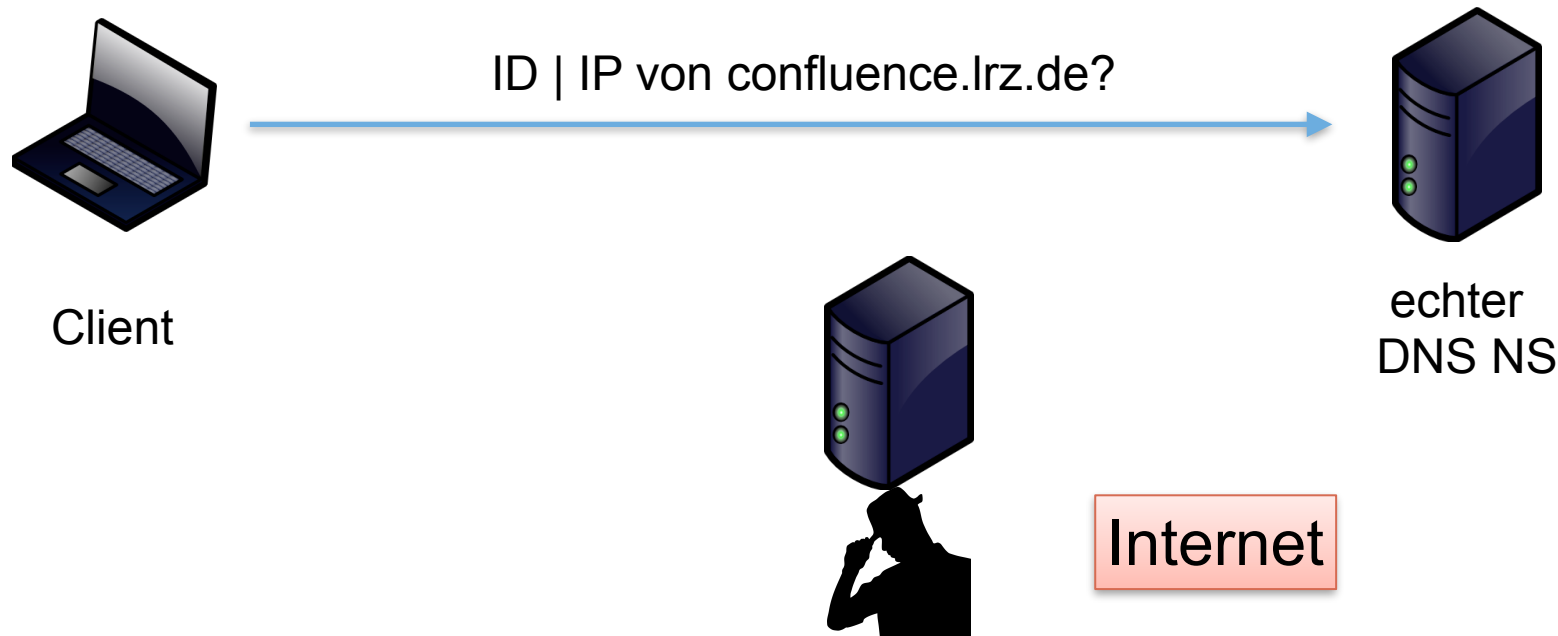 ID | IP von confluence.lrz.de?
Client
echter
DNS NS
Internet